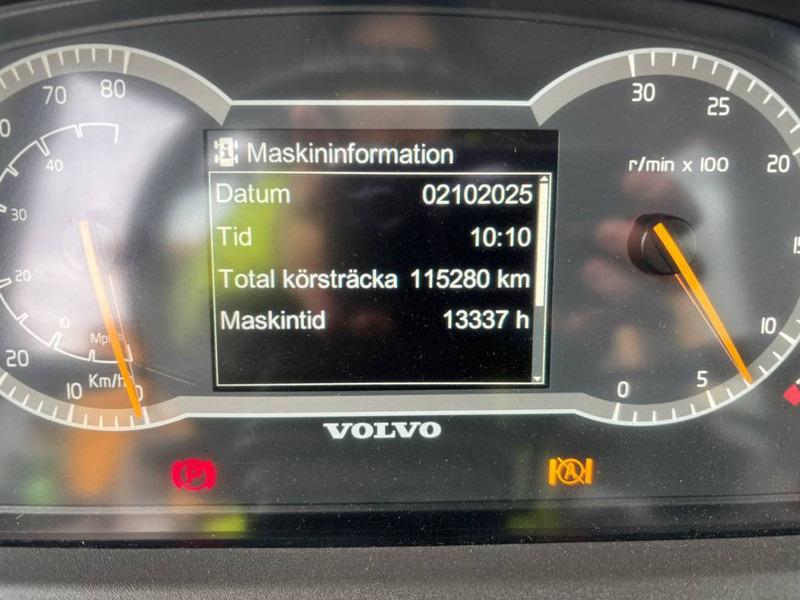 Maskininformation
Datum 02102025
Tid 10:10
Total körsträcka 115280 km
Maskintid 13337 h
70 80
40
30
20
10
Mph
20
10
Km/h
30
25
20
r/min x 100
10
5
0
VOLVO
P
A